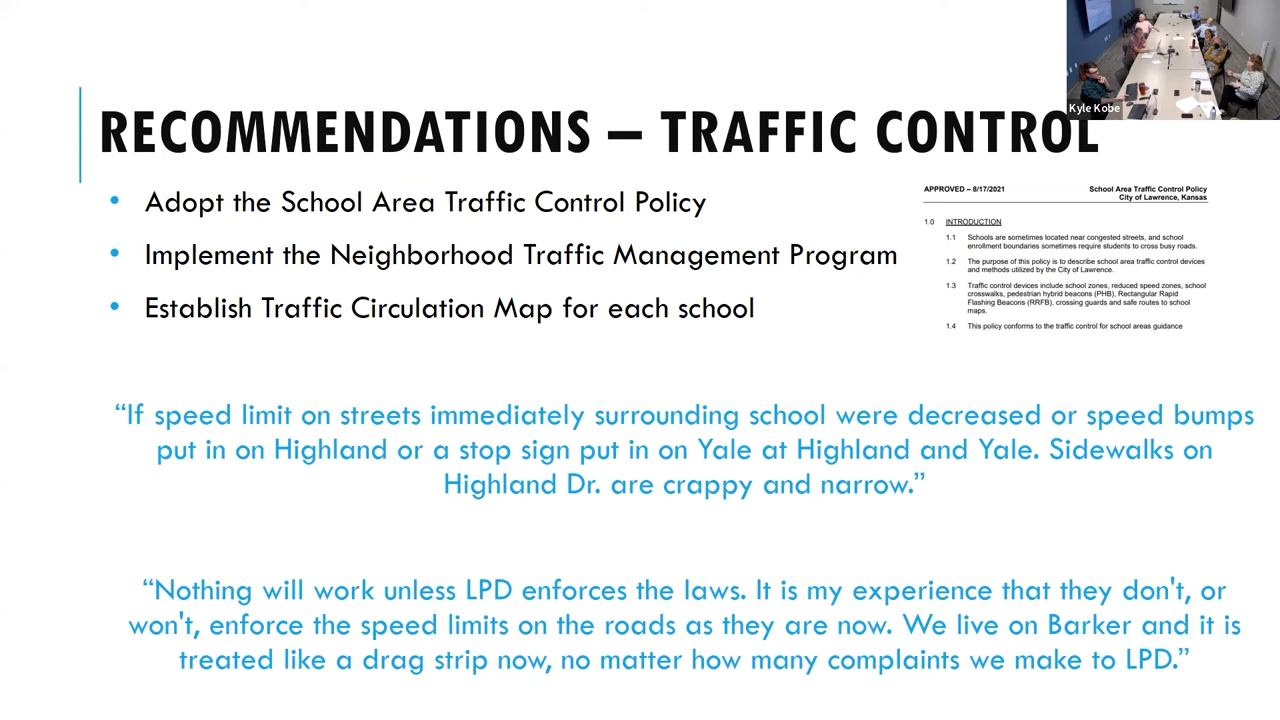 Kyle Kobe
RECOMMENDATIONS – TRAFFIC CONTROL
• Adopt the School Area Traffic Control Policy
• Implement the Neighborhood Traffic Management Program
• Establish Traffic Circulation Map for each school
APPROVED – 8/17/2021 School Area Traffic Control Policy
City of Lawrence, Kansas
1.0 INTRODUCTION
1.1 Schools are sometimes located near congested streets, and school
enrollment boundaries sometimes require students to cross busy roads.
1.2 The purpose of this policy is to describe school area traffic control devices
and methods utilized by the City of Lawrence.
1.3 Traffic control devices include school zones, reduced speed zones, school
crosswalks, pedestrian hybrid beacons (PHB), Rectangular Rapid
Flashing Beacons (RRFB), crossing guards and safe routes to school
maps.
1.4 This policy conforms to the traffic control for school areas guidance
“If speed limit on streets immediately surrounding school were decreased or speed bumps
put in on Highland or a stop sign put in on Yale at Highland and Yale. Sidewalks on
Highland Dr. are crappy and narrow.”
“Nothing will work unless LPD enforces the laws. It is my experience that they don't, or
won't, enforce the speed limits on the roads as they are now. We live on Barker and it is
treated like a drag strip now, no matter how many complaints we make to LPD.”